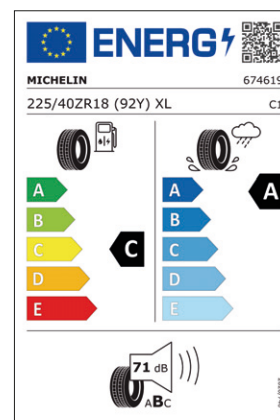 ENERG
MICHELIN 674619
225/40ZR18 (92Y) XL C1
A A A
B B
C C C
D D
E E
71 dB
ABC